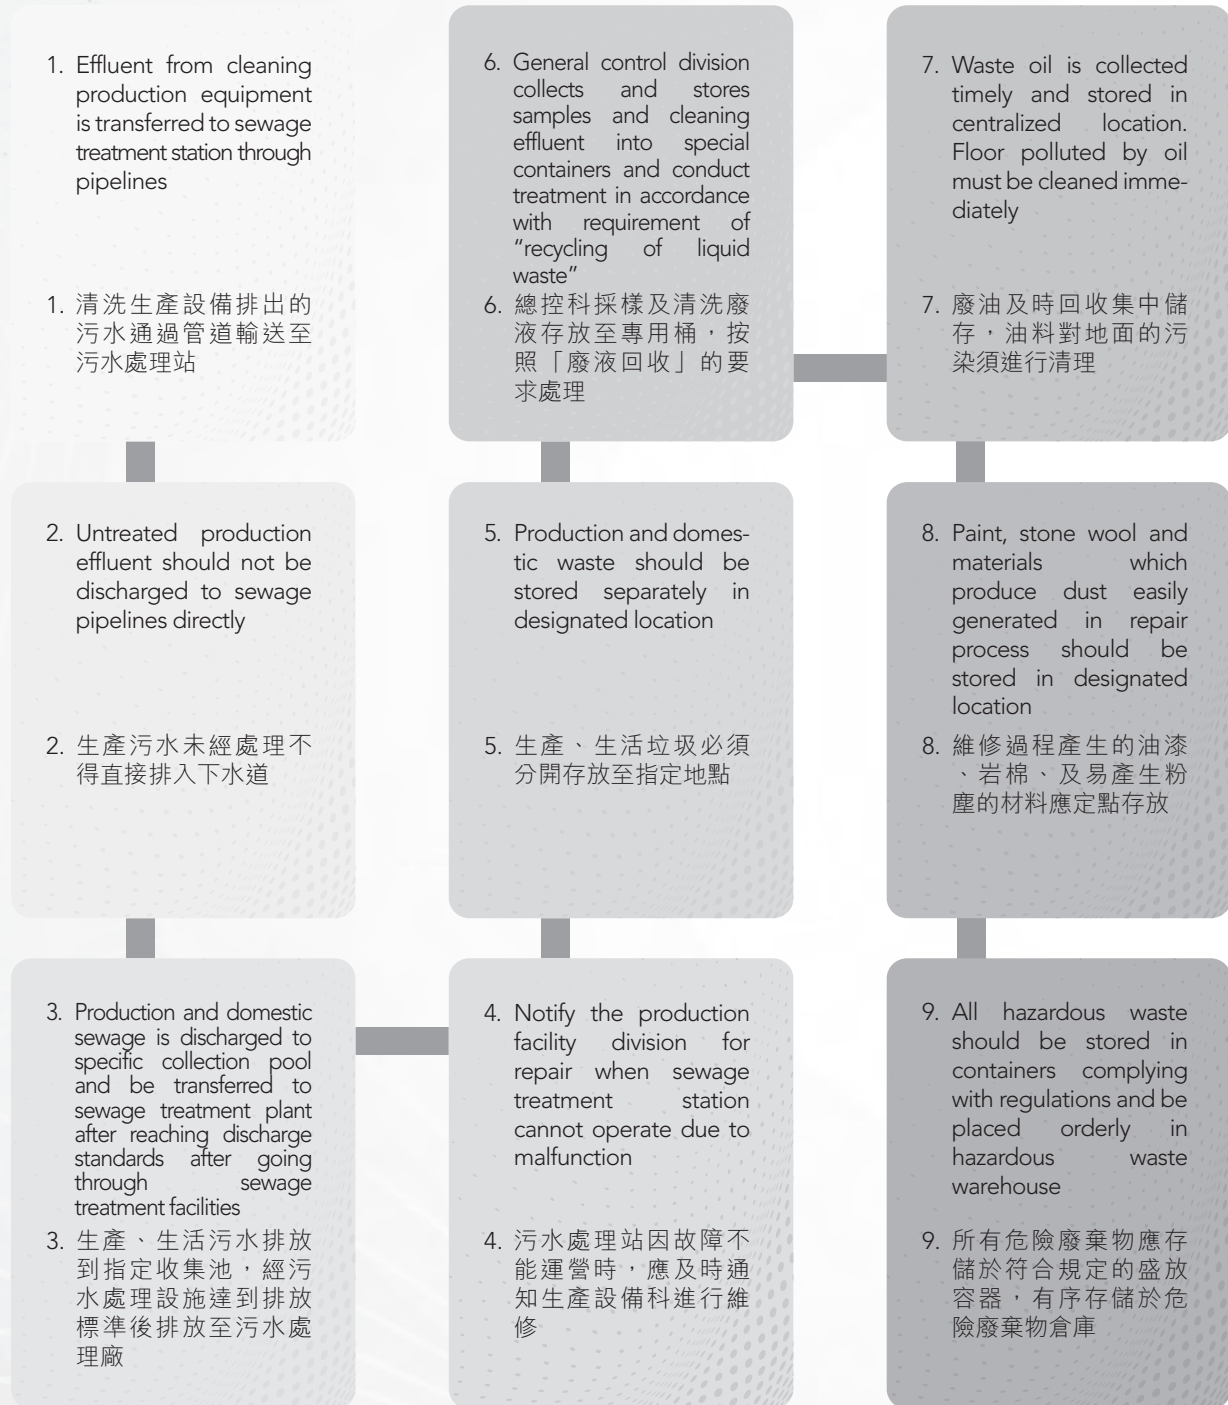 1. Effluent from cleaning
production equipment
is transferred to sewage
treatment station through
pipelines
1. 清洗生產設備排出的
污水通過管道輸送至
污水處理站
2. Untreated production
effluent should not be
discharged to sewage
pipelines directly
2. 生產污水未經處理不
得直接排入下水道
3. Production and domestic
sewage is discharged to
specific collection pool
and be transferred to
sewage treatment plant
after reaching discharge
standards after going
through sewage
treatment facilities
3. 生產、生活污水排放
到指定收集池，經污
水處理設施達到排放
標準後排放至污水處
理廠
4. Notify the production
facility division for
repair when sewage
treatment station
cannot operate due to
malfunction
4. 污水處理站因故障不
能運營時，應及時通
知生產設備科進行維
修
5. Production and domes-
tic waste should be
stored separately in
designated location
5. 生產、生活垃圾必須
分開存放至指定地點
6. General control division
collects and stores
samples and cleaning
effluent into special
containers and conduct
treatment in accordance
with requirement of
“recycling of liquid
waste”
6. 總控科採樣及清洗廢
液存放至專用桶，按
照「廢液回收」的要
求處理
7. Waste oil is collected
timely and stored in
centralized location.
Floor polluted by oil
must be cleaned imme-
diately
7. 廢油及時回收集中儲
存，油料對地面的污
染須進行清理
8. Paint, stone wool and
materials which
produce dust easily
generated in repair
process should be
stored in designated
location
8. 維修過程產生的油漆
、岩棉、及易產生粉
塵的材料應定點存放
9. All hazardous waste
should be stored in
containers complying
with regulations and be
placed orderly in
hazardous waste
warehouse
9. 所有危險廢棄物應存
儲於符合規定的盛放
容器，有序存儲於危
險廢棄物倉庫